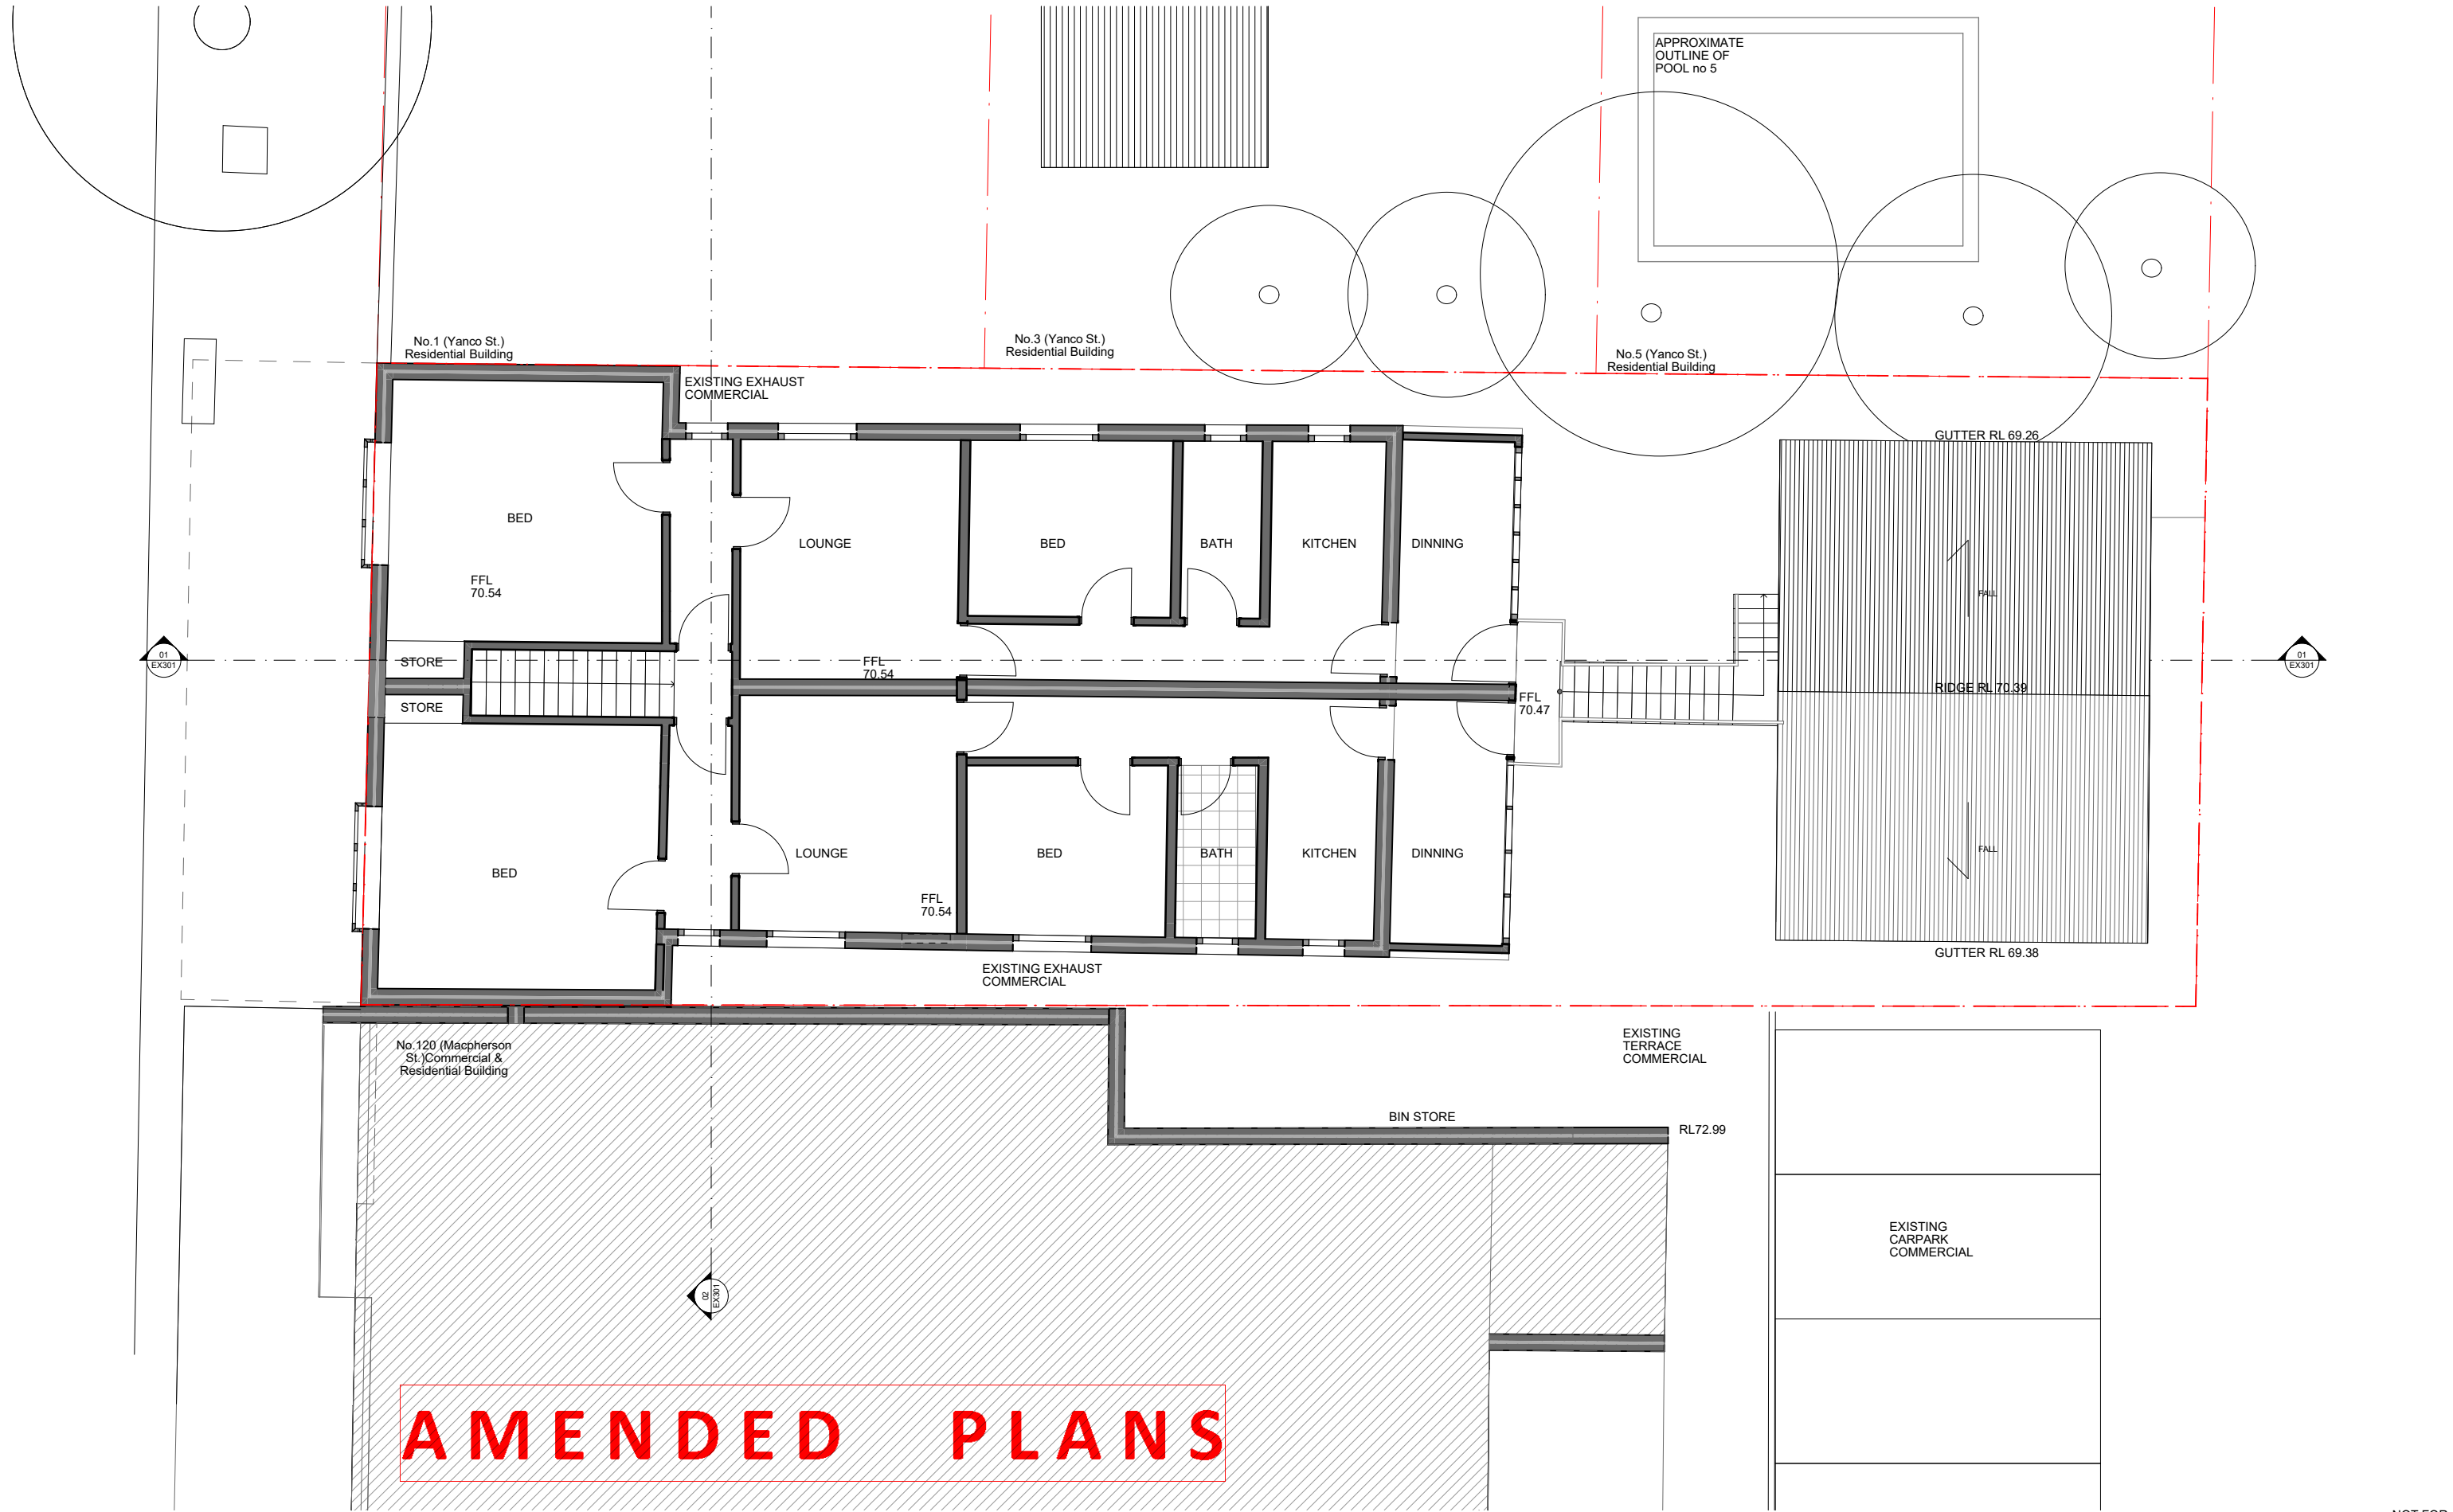 APPROXIMATE
OUTLINE OF
POOL no 5
No.1 (Yanco St.)
Residential Building
No.3 (Yanco St.)
Residential Building
No.5 (Yanco St.)
Residential Building
EXISTING EXHAUST
COMMERCIAL
GUTTER RL 69.26
BED
LOUNGE
BED
BATH
KITCHEN
DINNING
FFL
70.54
FALL
01
EX301
STORE
FFL
70.54
01
EX301
STORE
FFL
70.47
RIDGE RL 70.39
BED
LOUNGE
BED
BATH
KITCHEN
DINNING
FALL
FFL
70.54
GUTTER RL 69.38
EXISTING EXHAUST
COMMERCIAL
No.120 (Macpherson
St.)Commercial &
Residential Building
EXISTING
TERRACE
COMMERCIAL
BIN STORE
RL72.99
EXISTING
CARPARK
COMMERCIAL
02
EX301
AMENDED PLANS